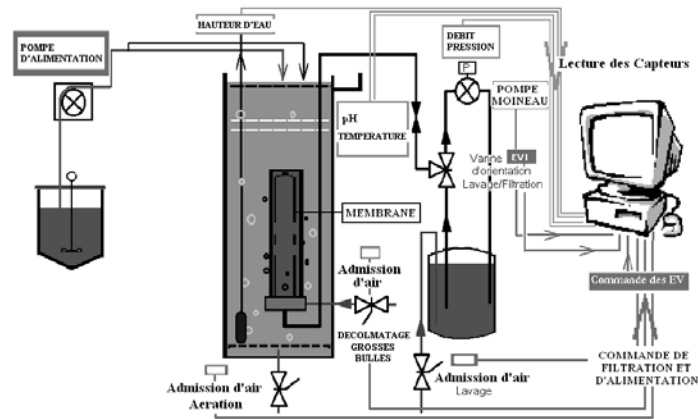 HAUTEUR D'EAU
POMPE
D'ALIMENTATION
DEBIT
PRESSION
P
Lecture des Capteurs
POMPE
MOINEAU
pH
TEMPERATURE
Vanne EVI
d'orientation
Lavage/Filtration
MEMBRANE
Admission
d'air
Commande des EV
DECOLMATAGE
GROSSES
BULLES
COMMANDE DE
FILTRATION ET
D'ALIMENTATION
Admission d'air
Aeration
Admission d'air
Lavage